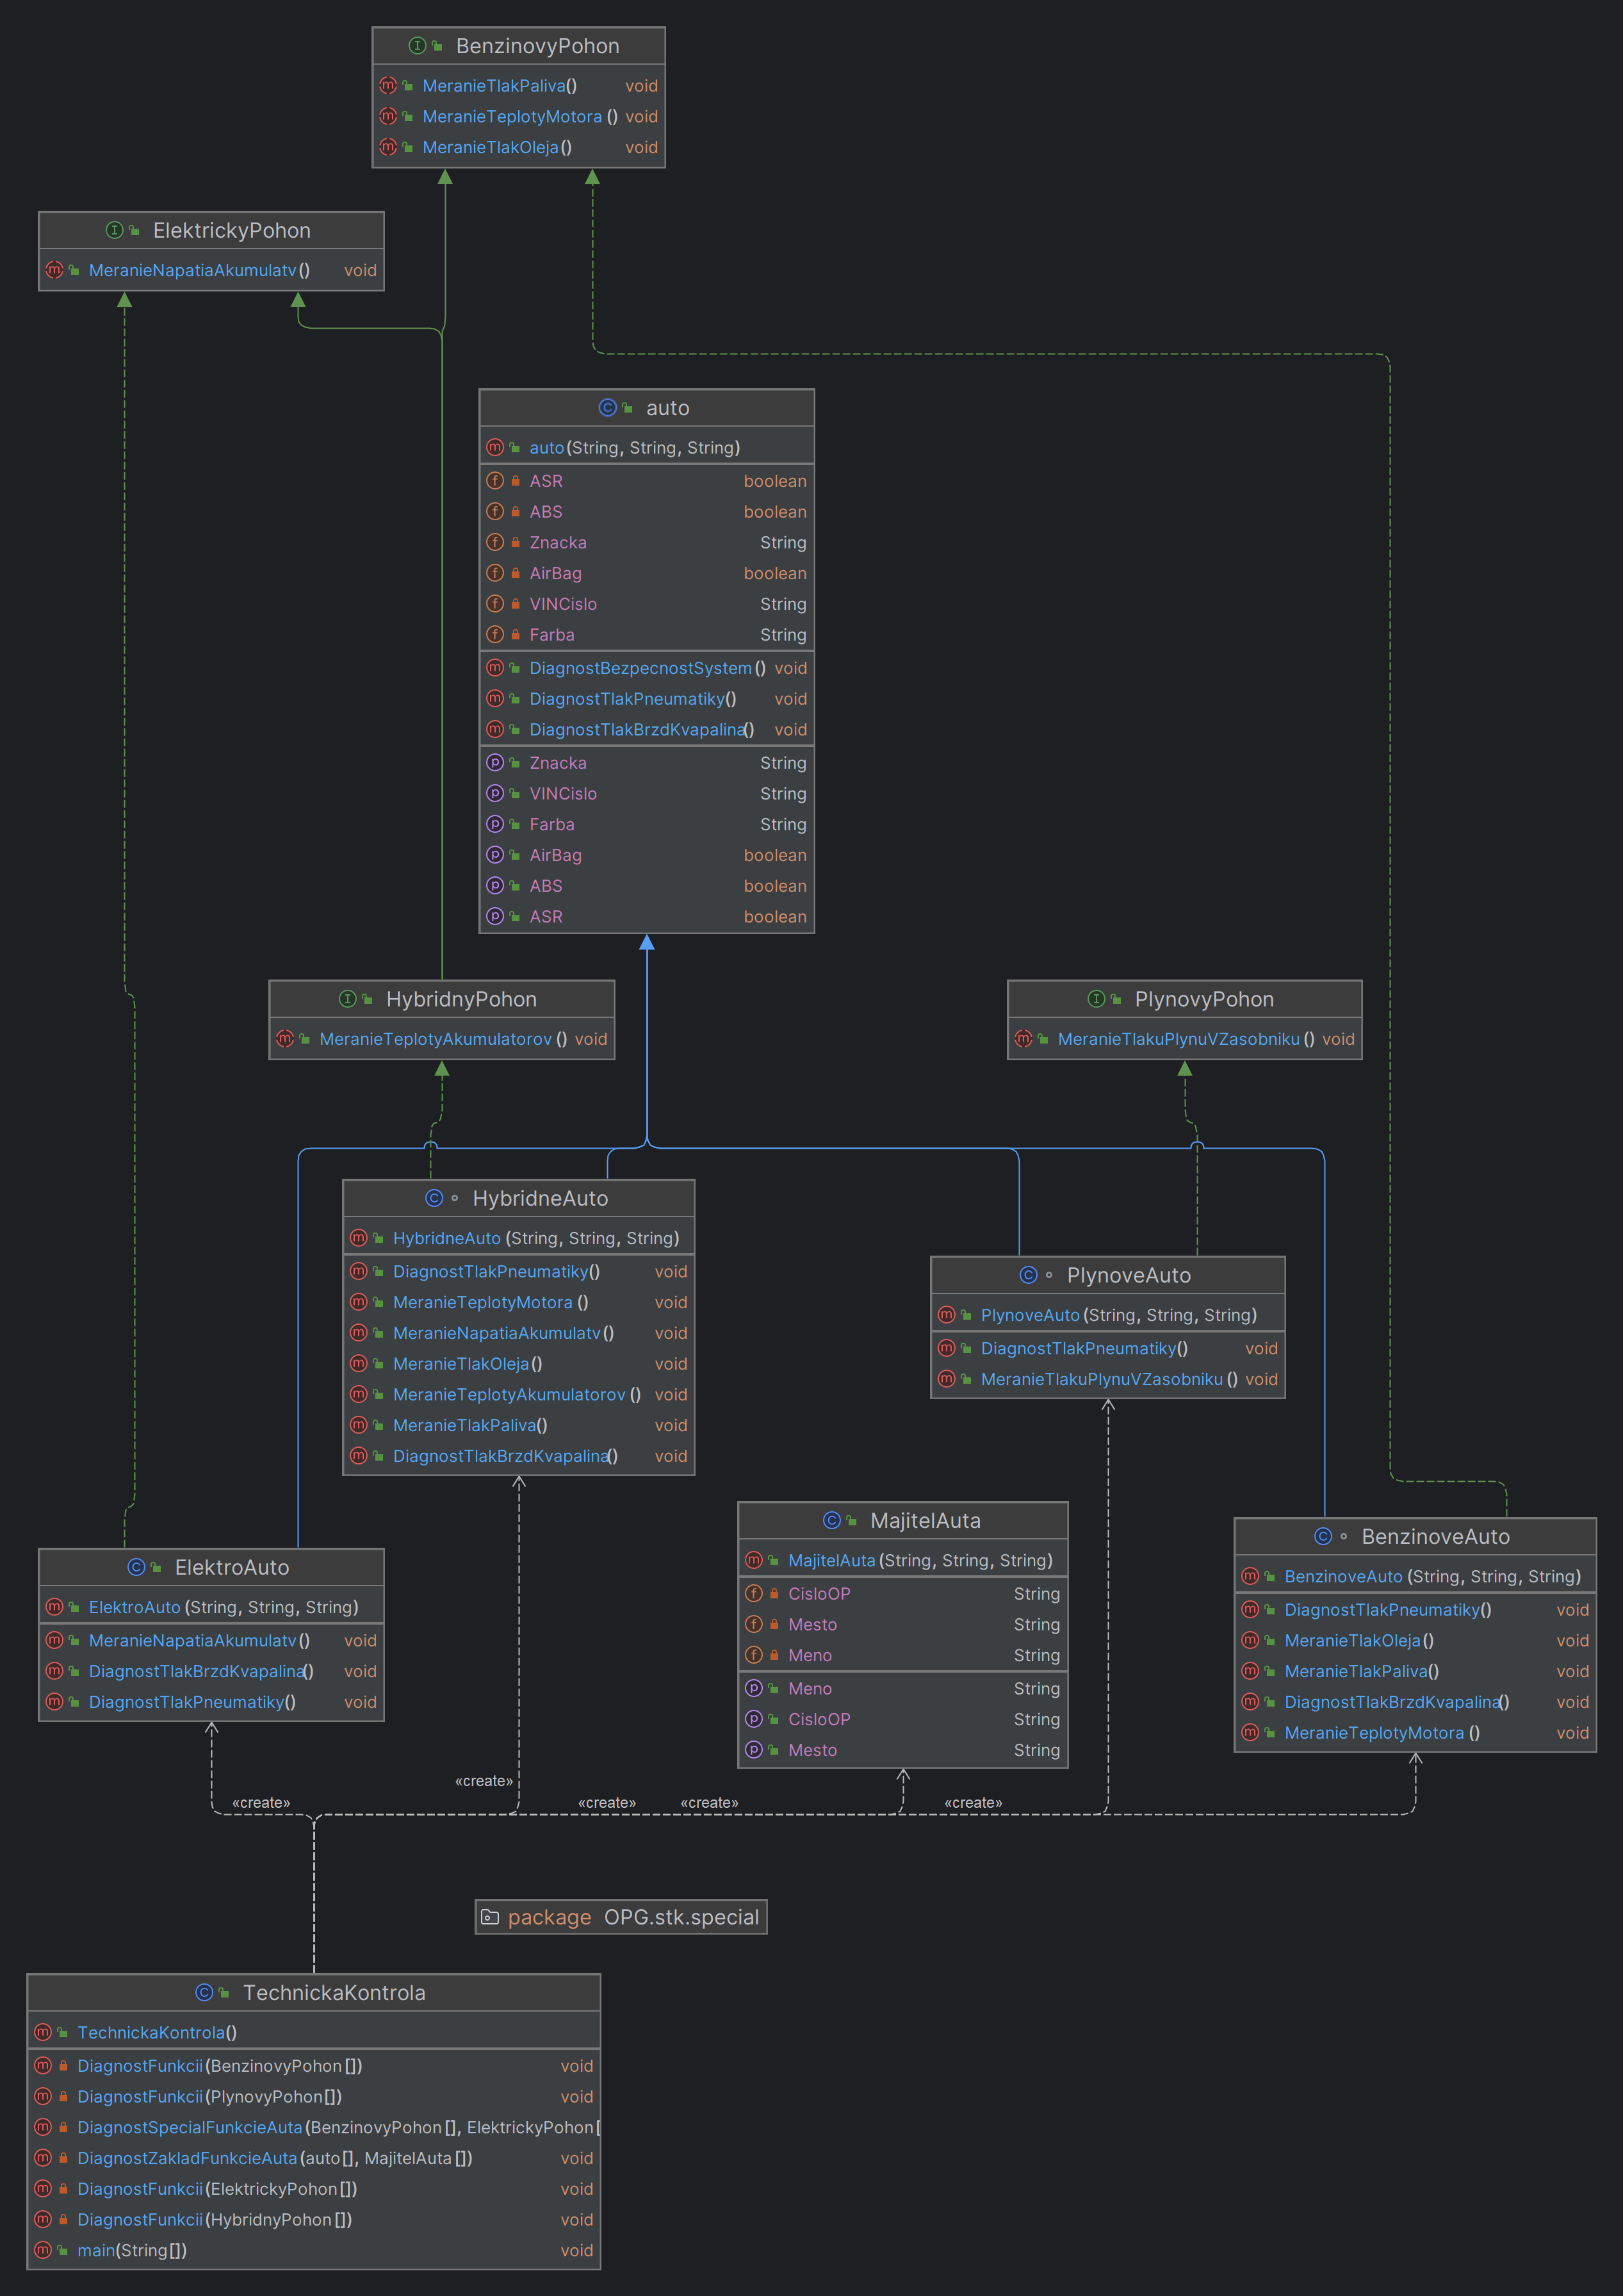 BenzinovyPohon
MeranieTlakPaliva() void
MeranieTeplotyMotora () void
MeranieTlakOleja() void
ElektrickyPohon
MeranieNapatiaAkumulatv() void
auto
auto(String, String, String)
ASR boolean
ABS boolean
Znacka String
AirBag boolean
VINCislo String
Farba String
DiagnostBezpecnostSystem () void
DiagnostTlakPneumatiky() void
DiagnostTlakBrzdKvapalina() void
Znacka String
VINCislo String
Farba String
AirBag boolean
ABS boolean
ASR boolean
HybridnyPohon
MeranieTeplotyAkumulatorov () void
PlynovyPohon
MeranieTlakuPlynuVZasobniku () void
HybridneAuto
HybridneAuto (String, String, String)
DiagnostTlakPneumatiky() void
MeranieTeplotyMotora () void
MeranieNapatiaAkumulatv() void
MeranieTlakOleja() void
MeranieTeplotyAkumulatorov () void
MeranieTlakPaliva() void
DiagnostTlakBrzdKvapalina() void
PlynoveAuto
PlynoveAuto (String, String, String)
DiagnostTlakPneumatiky() void
MeranieTlakuPlynuVZasobniku () void
MajitelAuta
MajitelAuta (String, String, String)
CisloOP String
Mesto String
Meno String
Meno String
CisloOP String
Mesto String
BenzinoveAuto
BenzinoveAuto (String, String, String)
DiagnostTlakPneumatiky() void
MeranieTlakOleja() void
MeranieTlakPaliva() void
DiagnostTlakBrzdKvapalina() void
MeranieTeplotyMotora () void
ElektroAuto
ElektroAuto (String, String, String)
MeranieNapatiaAkumulatv() void
DiagnostTlakBrzdKvapalina() void
DiagnostTlakPneumatiky() void
«create»
«create» «create» «create» «create»
package OPG.stk.special
TechnickaKontrola
TechnickaKontrola()
DiagnostFunkcii(BenzinovyPohon []) void
DiagnostFunkcii(PlynovyPohon[]) void
DiagnostSpecialFunkcieAuta(BenzinovyPohon [], ElektrickyPohon[
DiagnostZakladFunkcieAuta (auto[], MajitelAuta []) void
DiagnostFunkcii(ElektrickyPohon[]) void
DiagnostFunkcii(HybridnyPohon []) void
main(String[]) void